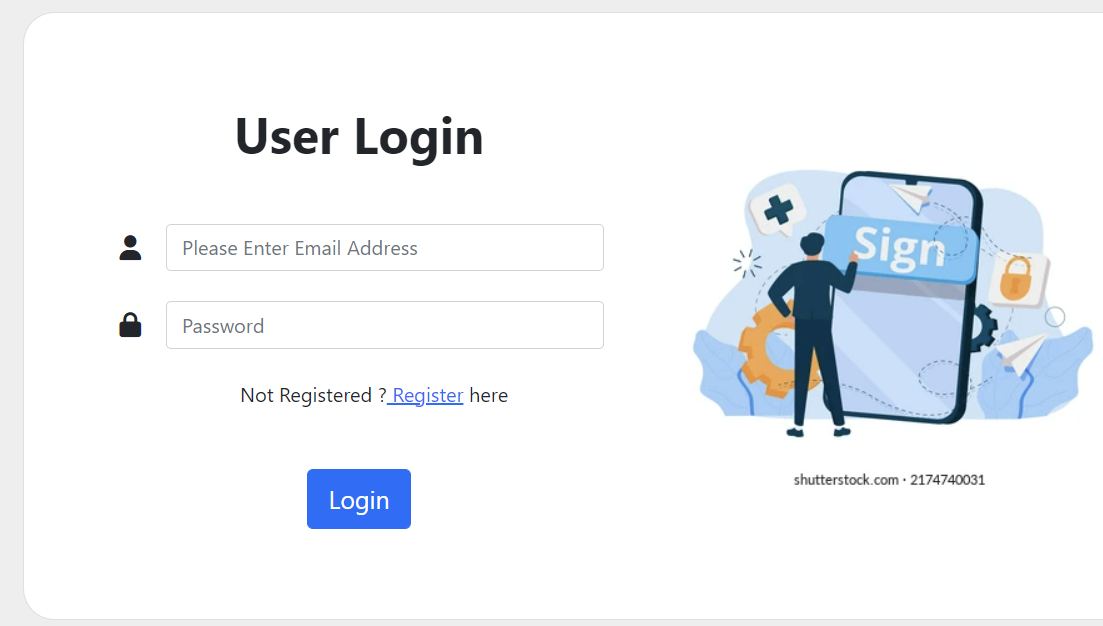 User Login
Please Enter Email Address
Password
Not Registered ? Register here
Login
Sign
shutterstock.com · 2174740031